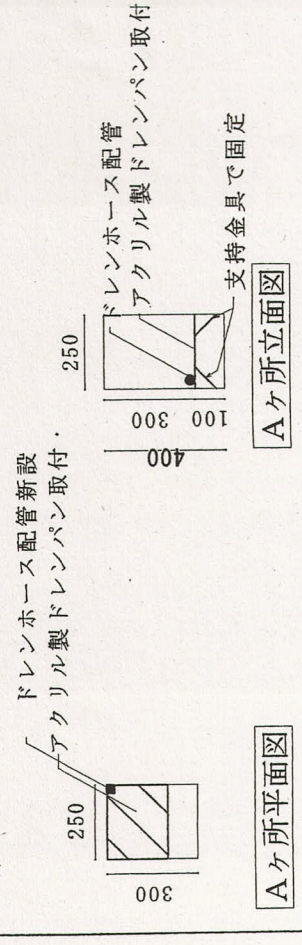 ドレンホース配管新設
アクリル製ドレンパン取付・
250
300
Aヶ所平面図
ドレンホース配管
アクリル製ドレンパン取付
250
300
100
400
支持金具で固定
Aヶ所立面図